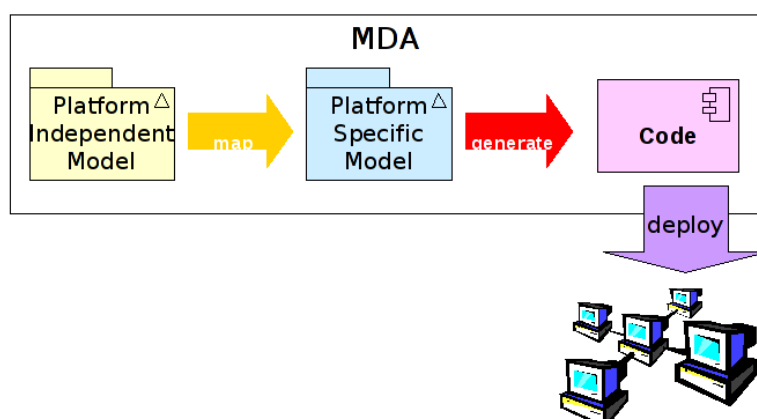 MDA
Platform
Independent
Model
map
Platform
Specific
Model
generate
Code
deploy